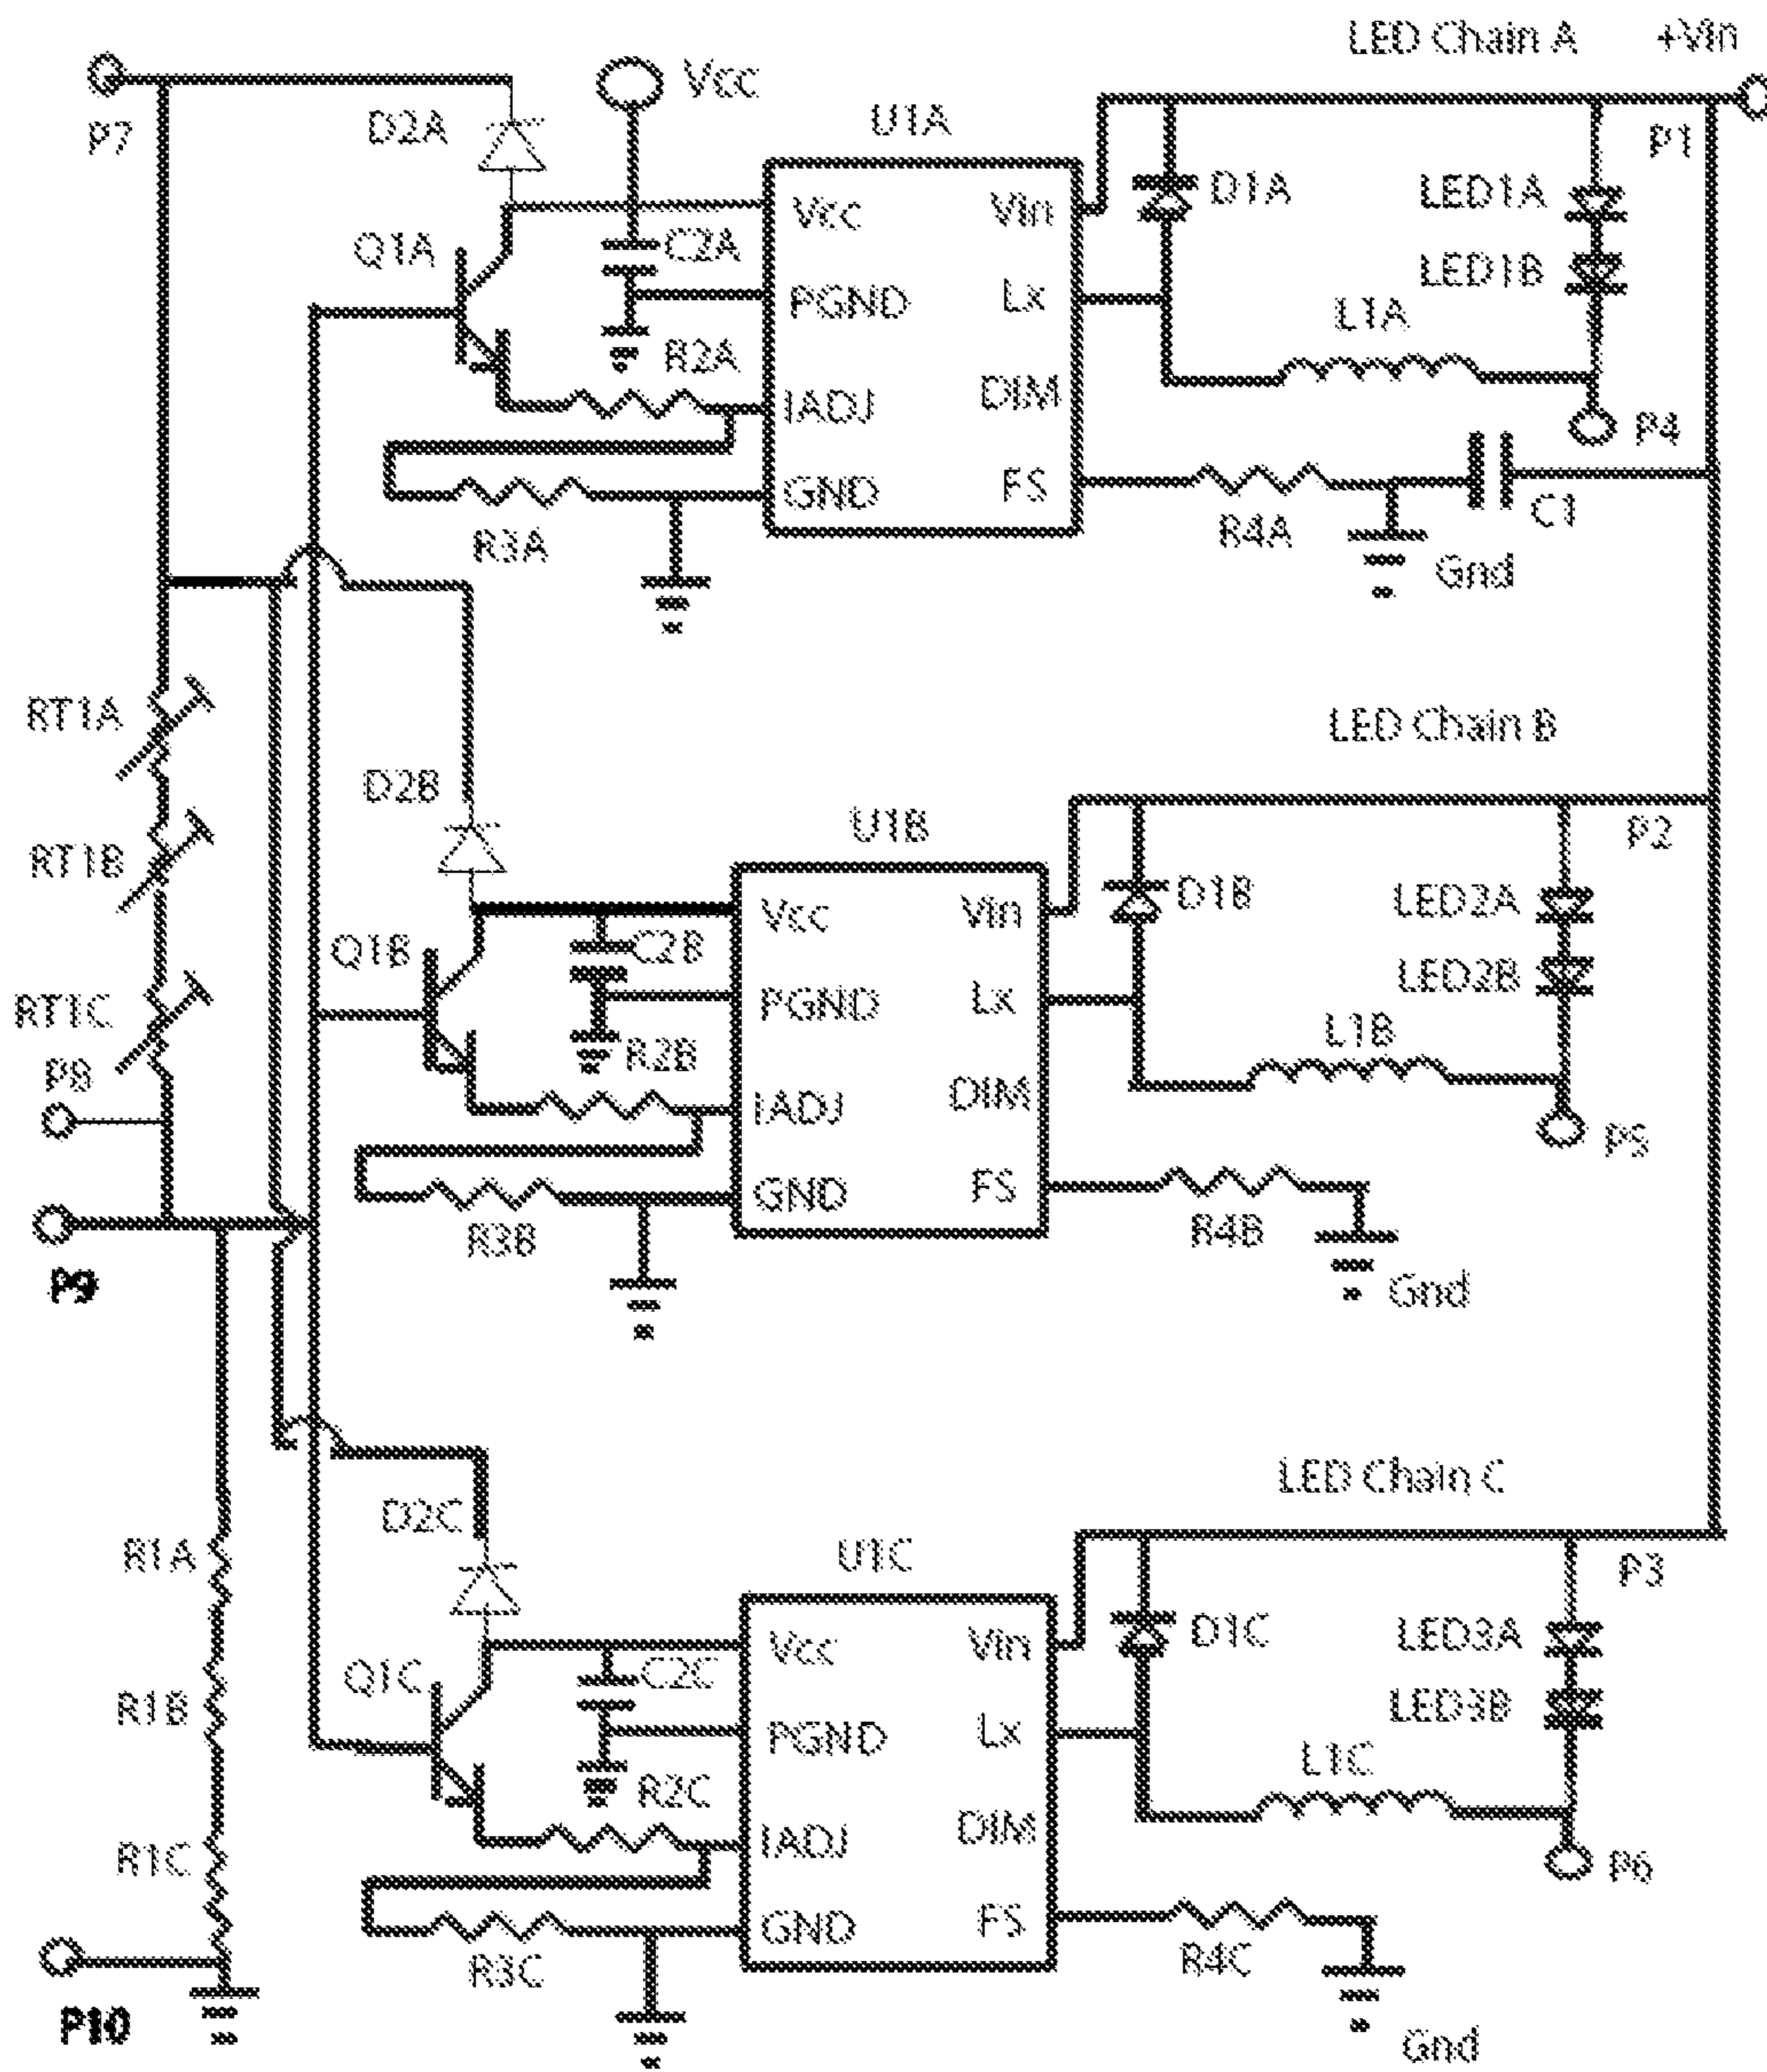 LED Chain A +Vin
P7
D2A
Vcc
U1A
P1
Vcc
Vin
D1A
LED1A
Q1A
C2A
LED1B
PGND
Lx
L1A
R2A
IADJ
DIM
P4
GND
FS
R3A
R4A
C1
Gnd
RT1A
LED Chain B
D2B
U1B
P2
RT1B
Vcc
Vin
D1B
LED2A
Q1B
C2B
LED2B
RT1C
PGND
Lx
L1B
P8
R2B
IADJ
DIM
P5
GND
FS
R3B
R4B
P9
Gnd
LED Chain C
D2C
R1A
U1C
P3
Vcc
Vin
D1C
LED3A
Q1C
C2C
R1B
LED3B
PGND
Lx
L1C
R2C
IADJ
DIM
R1C
P6
GND
FS
R3C
R4C
P10
Gnd